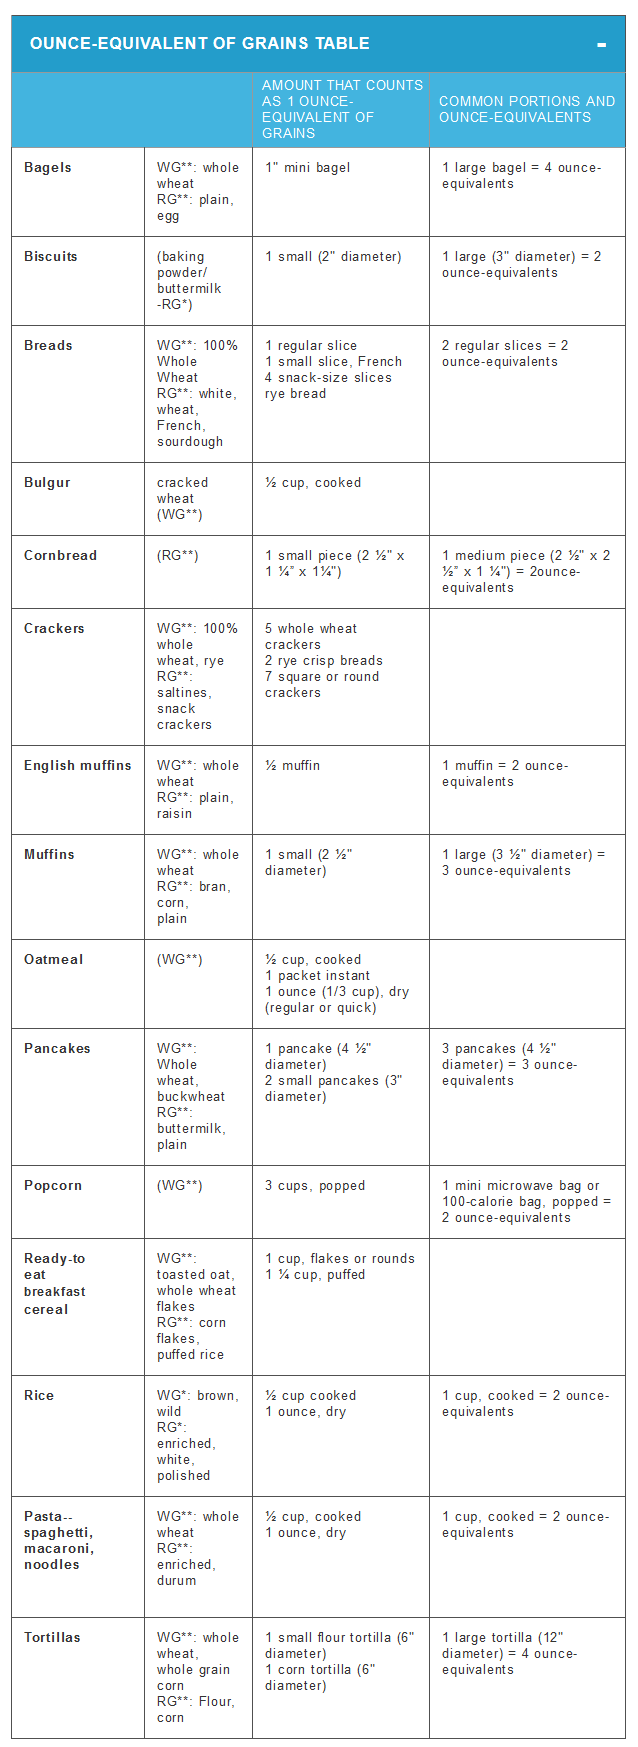 OUNCE-EQUIVALENT OF GRAINS TABLE -
AMOUNT THAT COUNTS
AS 1 OUNCE-
EQUIVALENT OF
GRAINS
COMMON PORTIONS AND
OUNCE-EQUIVALENTS
Bagels
WG**: whole
wheat
RG**: plain,
egg
1" mini bagel
1 large bagel = 4 ounce-
equivalents
Biscuits
(baking
powder/
buttermilk
-RG*)
1 small (2" diameter)
1 large (3" diameter) = 2
ounce-equivalents
Breads
WG**: 100%
Whole
Wheat
RG**: white,
wheat,
French,
sourdough
1 regular slice
1 small slice, French
4 snack-size slices
rye bread
2 regular slices = 2
ounce-equivalents
Bulgur
cracked
wheat
(WG**)
½ cup, cooked
Cornbread
(RG**)
1 small piece (2 ½" x
1 ¼” x 1¼")
1 medium piece (2 ½" x 2
½” x 1 ¼") = 2ounce-
equivalents
Crackers
WG**: 100%
whole
wheat, rye
RG**:
saltines,
snack
crackers
5 whole wheat
crackers
2 rye crisp breads
7 square or round
crackers
English muffins
WG**: whole
wheat
RG**: plain,
raisin
½ muffin
1 muffin = 2 ounce-
equivalents
Muffins
WG**: whole
wheat
RG**: bran,
corn,
plain
1 small (2 ½"
diameter)
1 large (3 ½" diameter) =
3 ounce-equivalents
Oatmeal
(WG**)
½ cup, cooked
1 packet instant
1 ounce (1/3 cup), dry
(regular or quick)
Pancakes
WG**:
Whole
wheat,
buckwheat
RG**:
buttermilk,
plain
1 pancake (4 ½"
diameter)
2 small pancakes (3"
diameter)
3 pancakes (4 ½"
diameter) = 3 ounce-
equivalents
Popcorn
(WG**)
3 cups, popped
1 mini microwave bag or
100-calorie bag, popped =
2 ounce-equivalents
Ready-to
eat
breakfast
cereal
WG**:
toasted oat,
whole wheat
flakes
RG**: corn
flakes,
puffed rice
1 cup, flakes or rounds
1 ¼ cup, puffed
Rice
WG*: brown,
wild
RG*:
enriched,
white,
polished
½ cup cooked
1 ounce, dry
1 cup, cooked = 2 ounce-
equivalents
Pasta--
spaghetti,
macaroni,
noodles
WG**: whole
wheat
RG**:
enriched,
durum
½ cup, cooked
1 ounce, dry
1 cup, cooked = 2 ounce-
equivalents
Tortillas
WG**: whole
wheat,
whole grain
corn
RG**: Flour,
corn
1 small flour tortilla (6"
diameter)
1 corn tortilla (6"
diameter)
1 large tortilla (12"
diameter) = 4 ounce-
equivalents